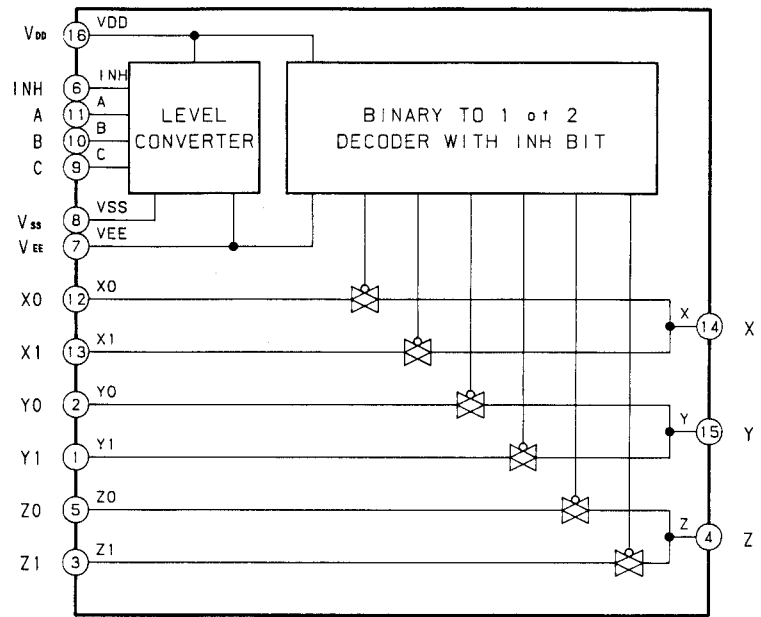 VDD 16 VDD
INH 6 INH
A 11 A
B 10 B
C 9 C
LEVEL
CONVERTER
BINARY TO 1 of 2
DECODER WITH INH BIT
VSS 8 VSS
VEE 7 VEE
X0 12 X0
X 14 X
X1 13 X1
Y0 2 Y0
Y 15 Y
Y1 1 Y1
Z0 5 Z0
Z 4 Z
Z1 3 Z1